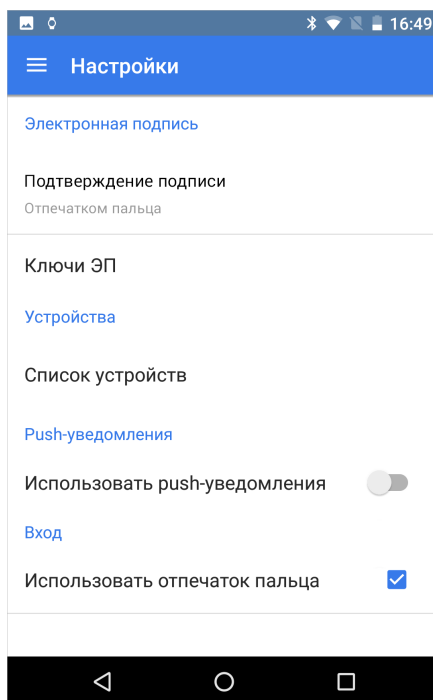 16:49
Настройки
Электронная подпись
Подтверждение подписи
Отпечатком пальца
Ключи ЭП
Устройства
Список устройств
Push-уведомления
Использовать push-уведомления
Вход
Использовать отпечаток пальца